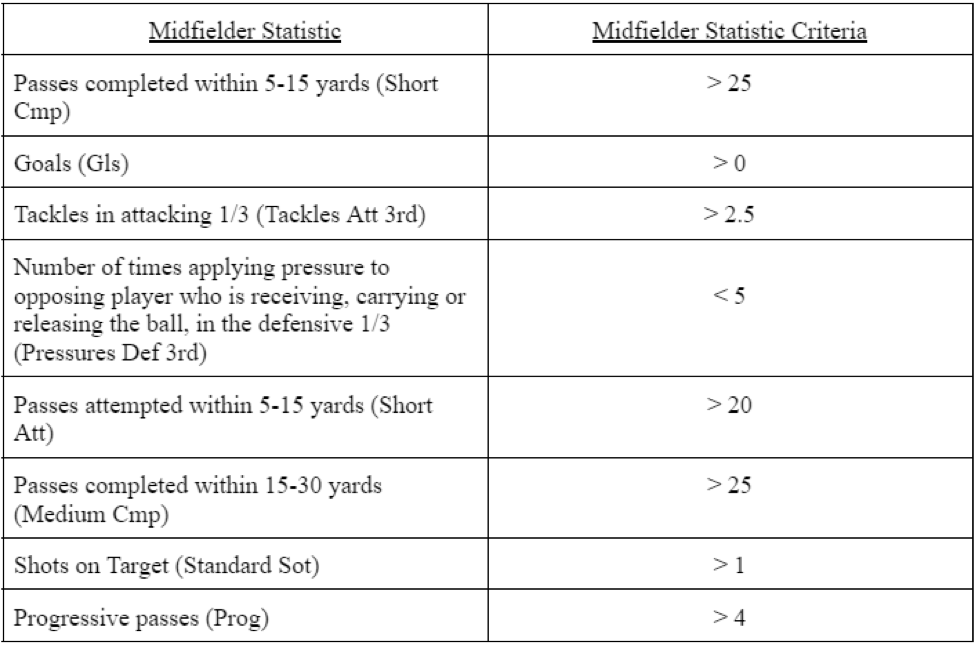 Midfielder Statistic
Midfielder Statistic Criteria
Passes completed within 5-15 yards (Short
Cmp)
> 25
Goals (Gls)
> 0
Tackles in attacking 1/3 (Tackles Att 3rd)
> 2.5
Number of times applying pressure to
opposing player who is receiving, carrying or
releasing the ball, in the defensive 1/3
(Pressures Def 3rd)
< 5
Passes attempted within 5-15 yards (Short
Att)
> 20
Passes completed within 15-30 yards
(Medium Cmp)
> 25
Shots on Target (Standard Sot)
> 1
Progressive passes (Prog)
> 4